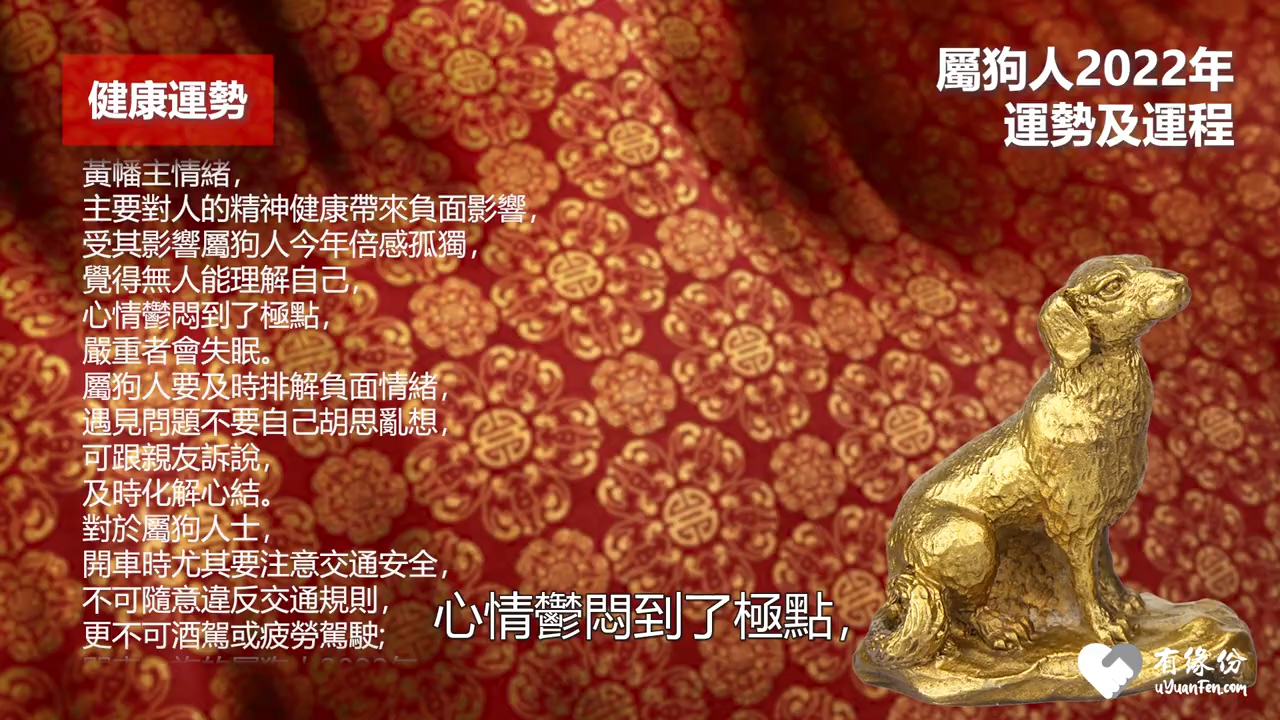 健康運勢
屬狗人2022年
運勢及運程
黃幡主情緒,
主要對人的精神健康帶來負面影響,
受其影響屬狗人今年倍感孤獨,
覺得無人能理解自己,
心情鬱悶到了極點,
嚴重者會失眠。
屬狗人要及時排解負面情緒,
遇見問題不要自己胡思亂想,
可跟親友訴說,
及時化解心結。
對於屬狗人士,
開車時尤其要注意交通安全,
不可隨意違反交通規則,
更不可酒駕或疲勞駕駛;
心情鬱悶到了極點,
有緣份
uYuanFen.com